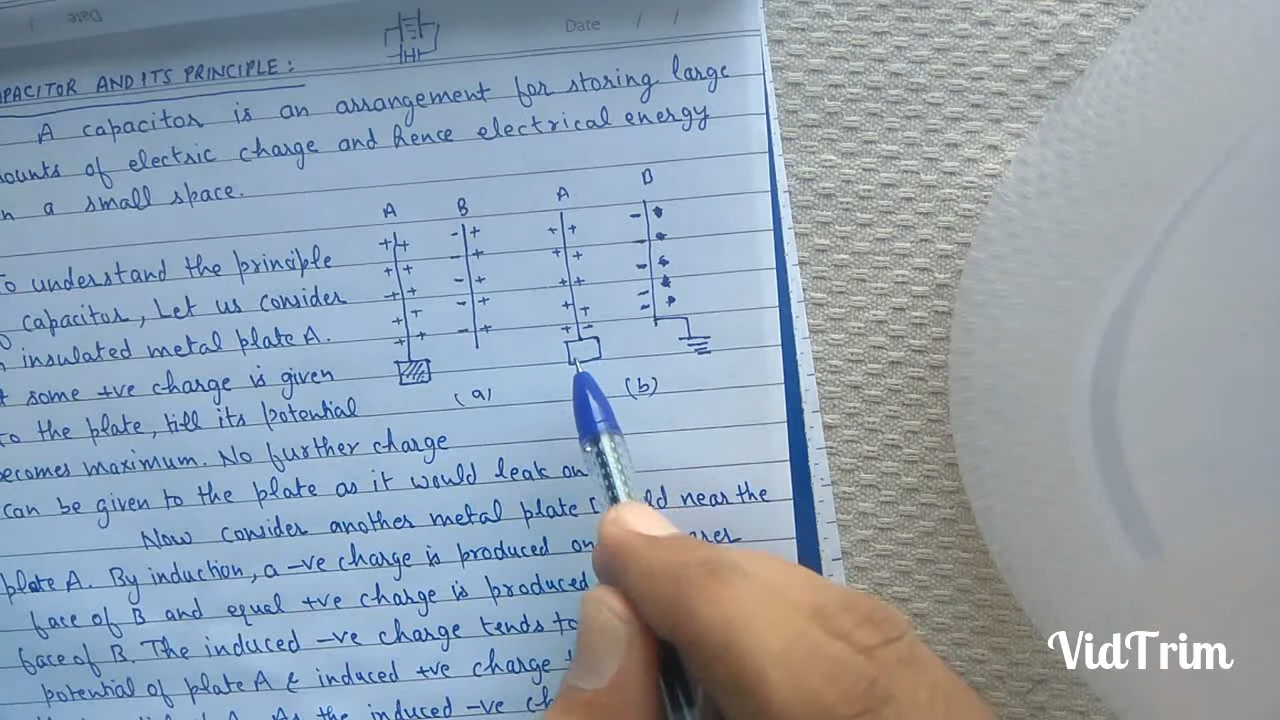 Date
Date / /
CAPACITOR AND ITS PRINCIPLE:
A capacitor is an arrangement for storing large
amounts of electric charge and hence electrical energy
in a small space.
A B A B
To understand the principle
capacitor, Let us consider
insulated metal plate A.
some +ve charge is given
to the plate, till its potential
(a) (b)
becomes maximum. No further charge
can be given to the plate as it would leak
Now consider another metal plate near the
plate A. By induction, a -ve charge is produced on
face of B and equal +ve charge is produced
face of B. The induced -ve charge tends to
potential of plate A & induced +ve charge
As the induced -ve
VidTrim